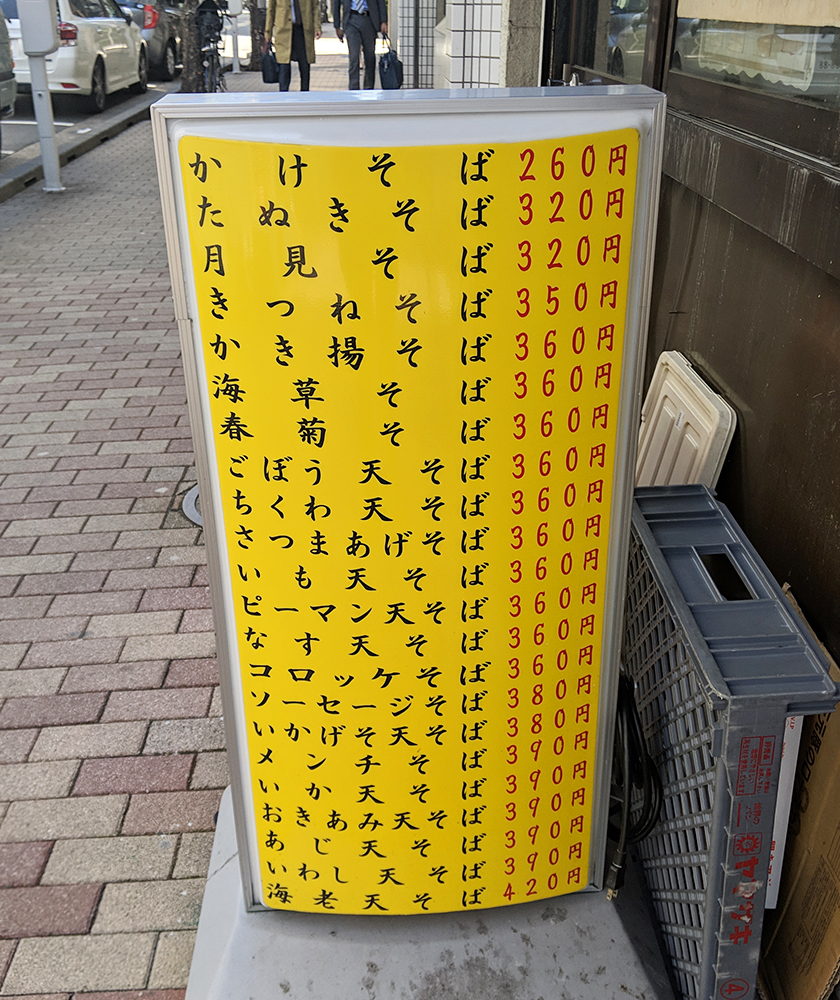 かけそば 260円
たぬきそば 320円
月見そば 320円
きつねそば 350円
かき揚そば 360円
海草そば 360円
春菊そば 360円
ごぼう天そば 360円
ちくわ天そば 360円
さつまあげそば 360円
いも天そば 360円
ピーマン天そば 360円
なす天そば 360円
コロッケそば 360円
ソーセージそば 380円
いかげそ天そば 380円
メンチそば 390円
いか天そば 390円
おきあみ天そば 390円
あじ天そば 390円
いわし天そば 390円
海老天そば 420円
ヤマザキ